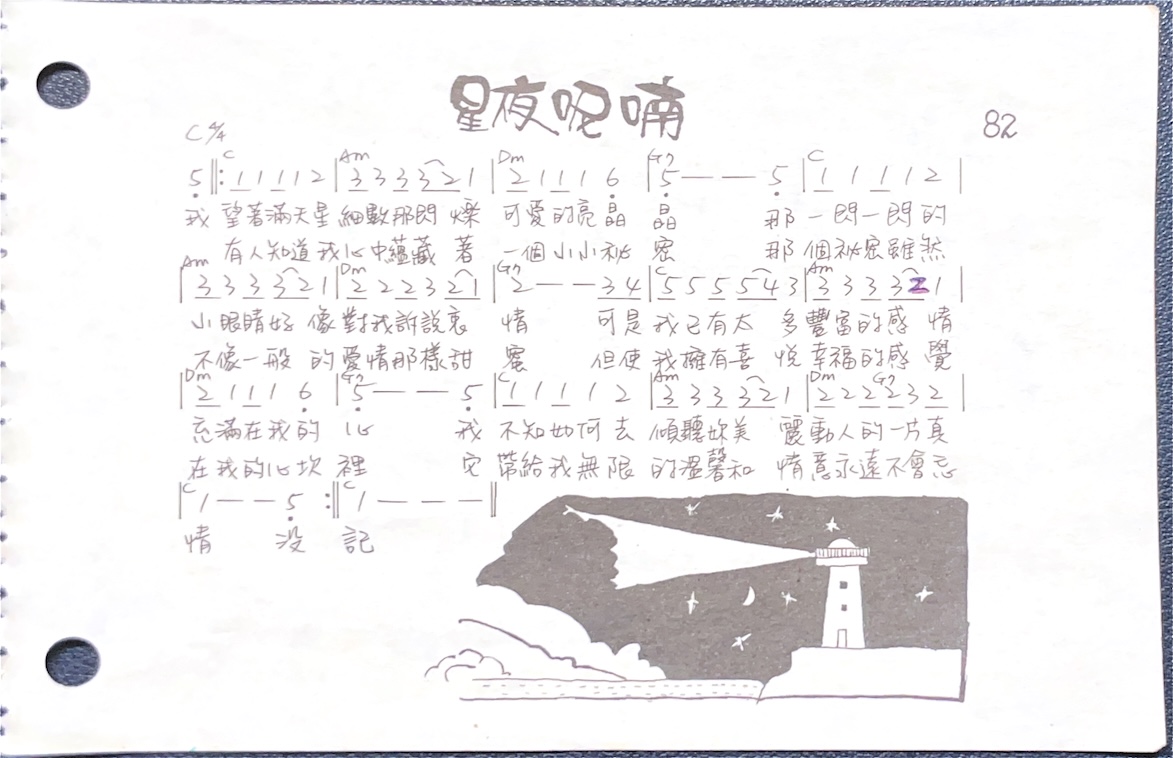 星夜呢喃
C 4/4
82
C Am Dm G7 C
5 ‖: 1 1 1 1 2 | 3 3 3 3 2 1 | 2 1 1 1 6 | 5 — — 5 | 1 1 1 1 2 |
我 望著滿天星 細數那閃爍 可愛的亮晶 晶 那 一閃一閃的
有人知道我心中蘊藏著 一個小小祕 密 那個祕密雖然
Am Dm G7 C Am
| 3 3 3 3 2 1 | 2 2 2 3 2 1 | 2 — — 3 4 | 5 5 5 5 4 3 | 3 3 3 3 2 1 |
小眼睛好像對我訴說衷 情 可是我已有太多豐富的感情
不像一般的愛情那樣甜 蜜 但使我擁有喜悅幸福的感覺
Dm G7 C Am Dm G7
| 2 1 1 1 6 | 5 — — 5 | 1 1 1 1 2 | 3 3 3 3 2 1 | 2 2 2 2 3 2 |
充滿在我的 心 我 不知如何去 傾聽妳美 震動人的一片真
在我的心坎 裡 它 帶給我無限 的溫馨和 情意永遠不會忘
C C
| 1 — — 5 :‖ 1 — — — ‖
情 沒 記